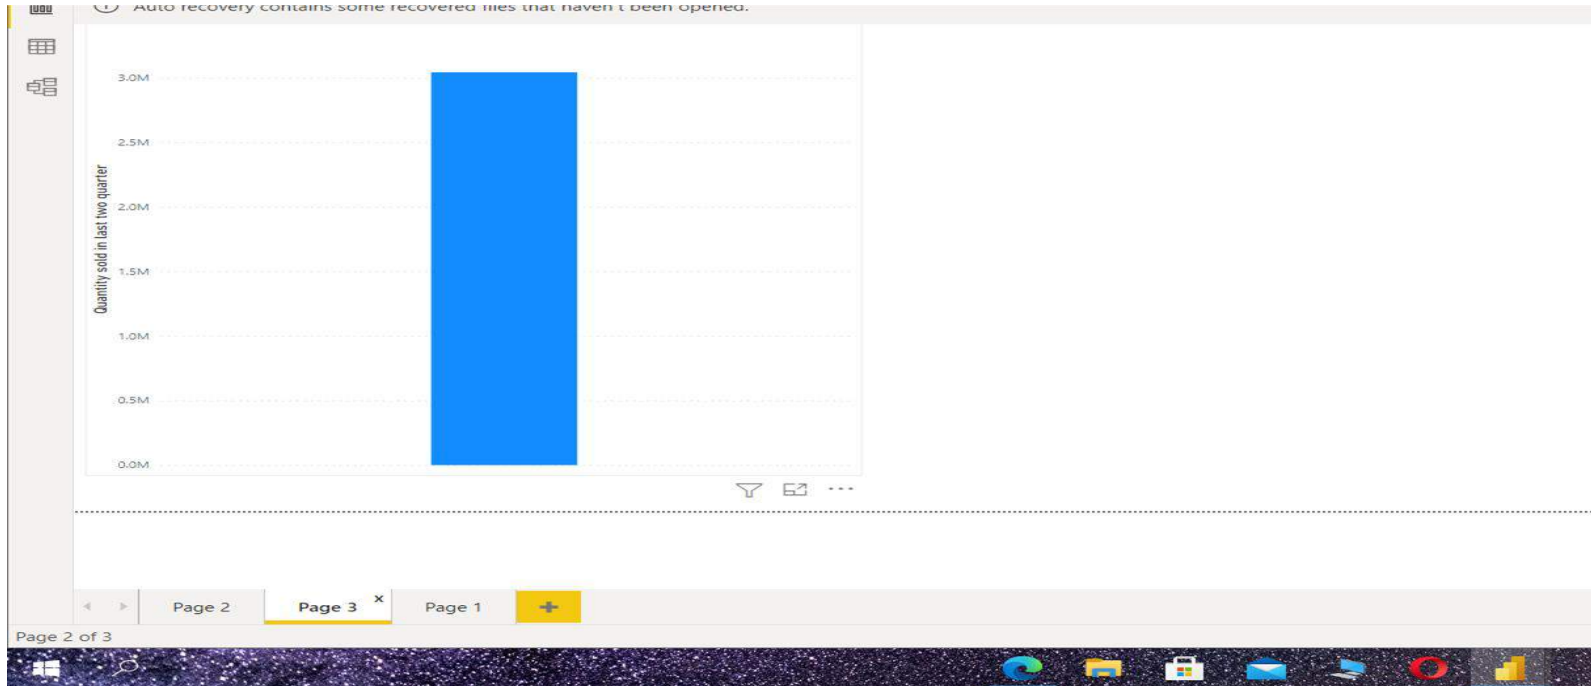 Auto recovery contains some recovered files that haven't been opened.
3.0M
2.5M
2.0M
1.5M
1.0M
0.5M
0.0M
Quantity sold in last two quarter
Page 2
Page 3 ×
Page 1
+
Page 2 of 3